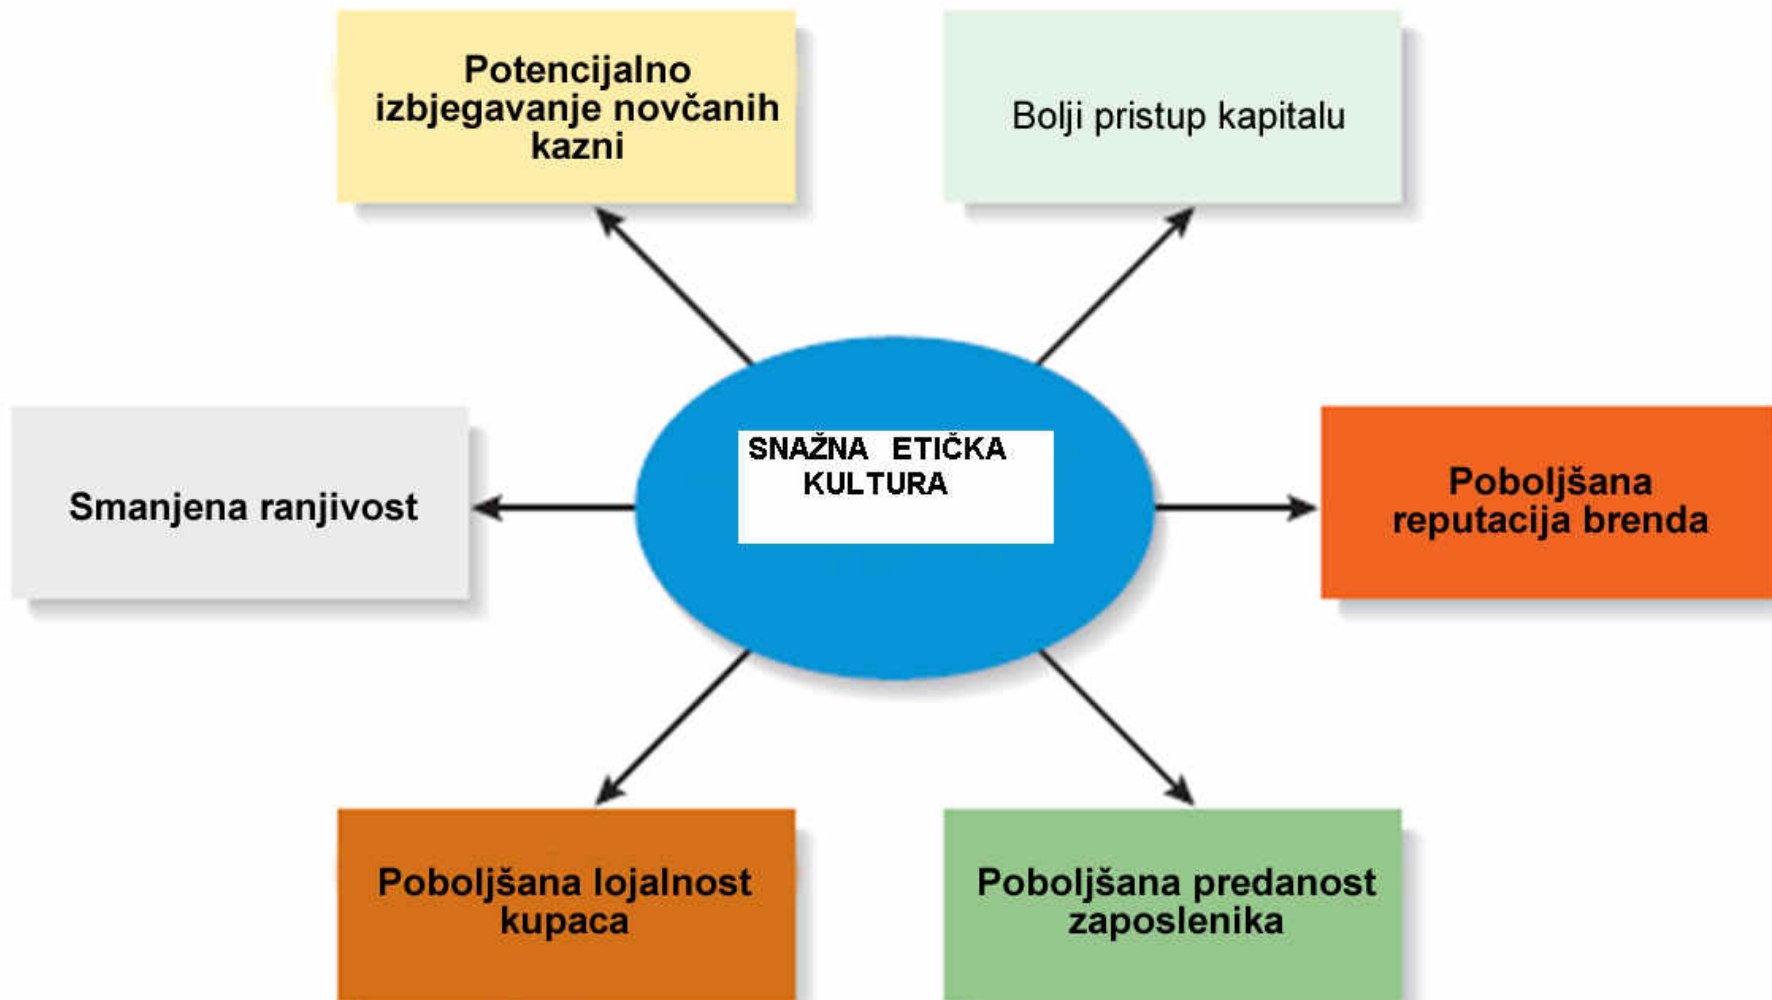 Potencijalno
izbjegavanje novčanih
kazni
Bolji pristup kapitalu
SNAŽNA ETIČKA
KULTURA
Smanjena ranjivost
Poboljšana
reputacija brenda
Poboljšana lojalnost
kupaca
Poboljšana predanost
zaposlenika